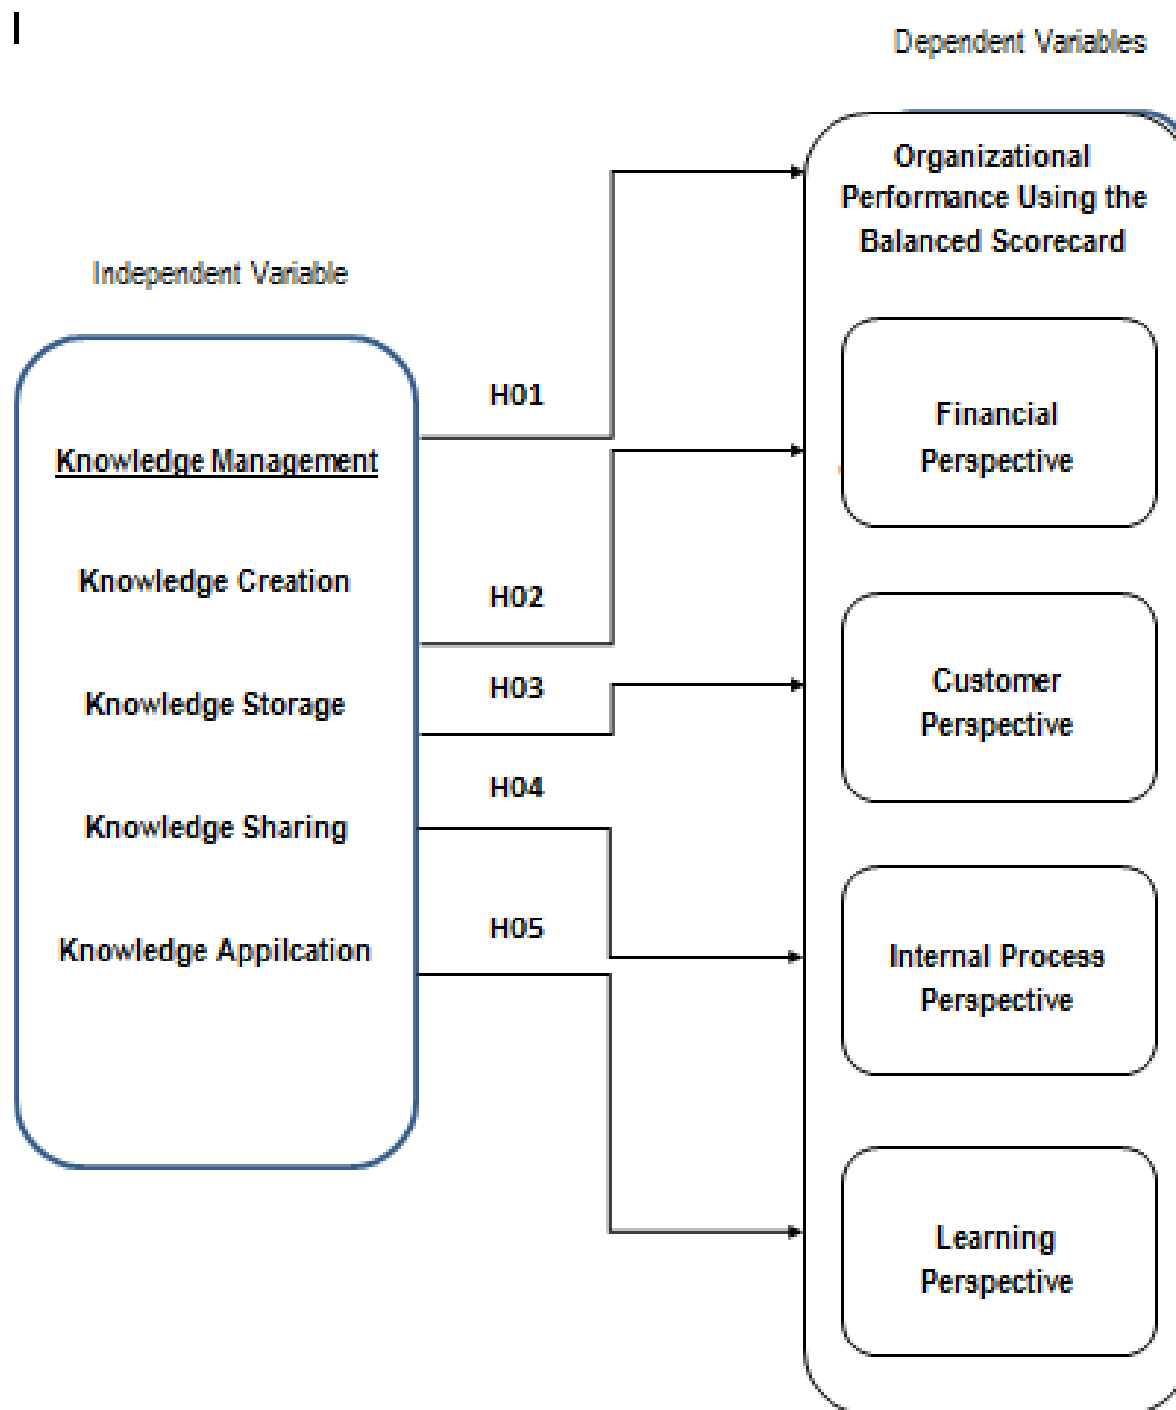 Dependent Variables
Organizational
Performance Using the
Balanced Scorecard
Independent Variable
Knowledge Management
Knowledge Creation
Knowledge Storage
Knowledge Sharing
Knowledge Appilcation
H01
H02
H03
H04
H05
Financial
Perspective
Customer
Perspective
Internal Process
Perspective
Learning
Perspective